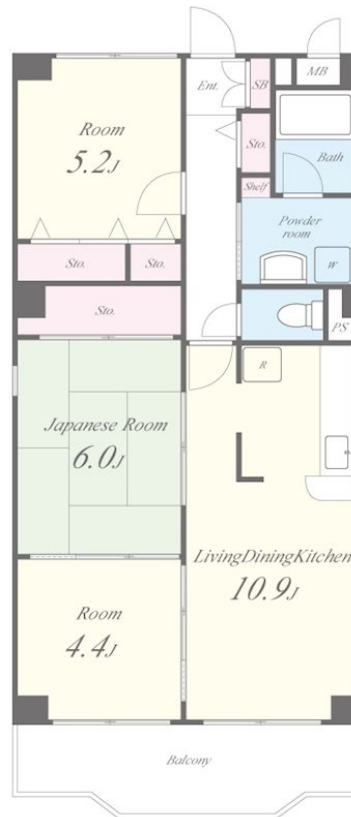 MB
Ent.
SB
Room
5.2J
Sto.
Bath
Shelf
Powder
room
Sto.
Sto.
W
Sto.
PS
R
Japanese Room
6.0J
LivingDiningKitchen
10.9J
Room
4.4J
Balcony